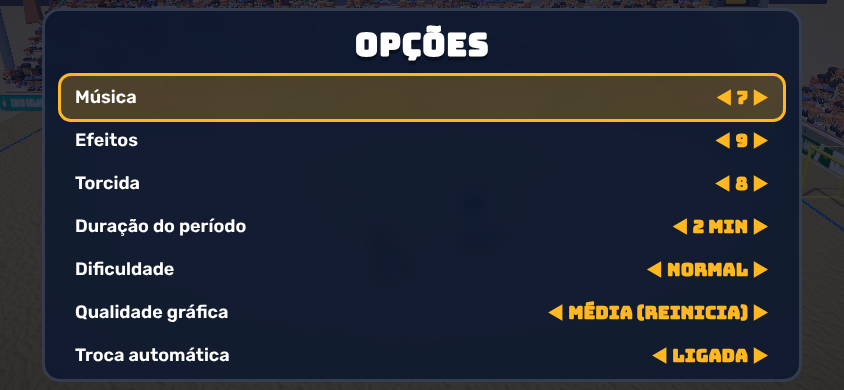 OPÇÕES
Música ◀ 7 ▶
Efeitos ◀ 9 ▶
Torcida ◀ 8 ▶
Duração do período ◀ 2 MIN ▶
Dificuldade ◀ NORMAL ▶
Qualidade gráfica ◀ MÉDIA (REINICIA) ▶
Troca automática ◀ LIGADA ▶